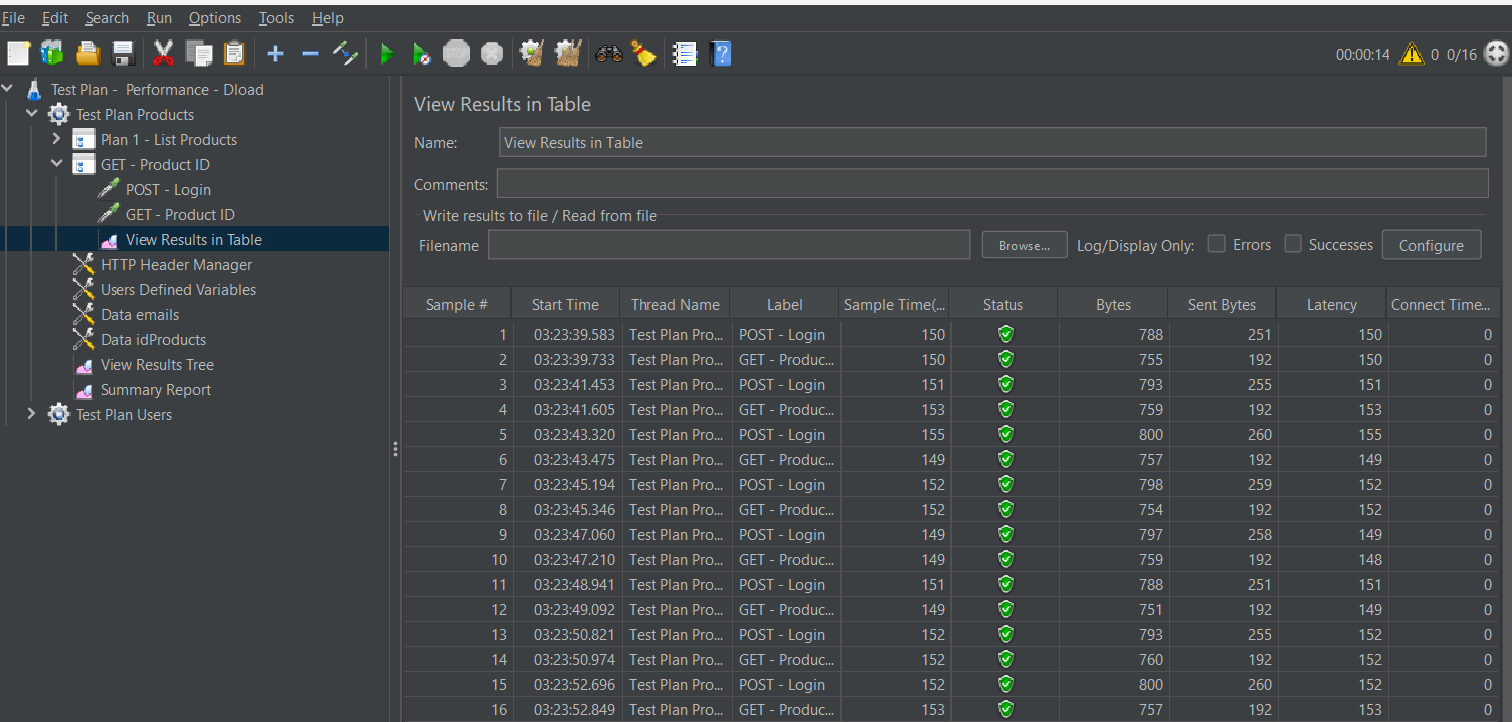 File Edit Search Run Options Tools Help
STOP
00:00:14 0 0/16
Test Plan - Performance - Dload
Test Plan Products
Plan 1 - List Products
GET - Product ID
POST - Login
GET - Product ID
View Results in Table
HTTP Header Manager
Users Defined Variables
Data emails
Data idProducts
View Results Tree
Summary Report
Test Plan Users
View Results in Table
Name: View Results in Table
Comments:
Write results to file / Read from file
Filename Browse... Log/Display Only: Errors Successes Configure
Sample # Start Time Thread Name Label Sample Time(... Status Bytes Sent Bytes Latency Connect Time...
1 03:23:39.583 Test Plan Pro... POST - Login 150 788 251 150 0
2 03:23:39.733 Test Plan Pro... GET - Produc... 150 755 192 150 0
3 03:23:41.453 Test Plan Pro... POST - Login 151 793 255 151 0
4 03:23:41.605 Test Plan Pro... GET - Produc... 153 759 192 153 0
5 03:23:43.320 Test Plan Pro... POST - Login 155 800 260 155 0
6 03:23:43.475 Test Plan Pro... GET - Produc... 149 757 192 149 0
7 03:23:45.194 Test Plan Pro... POST - Login 152 798 259 152 0
8 03:23:45.346 Test Plan Pro... GET - Produc... 152 754 192 152 0
9 03:23:47.060 Test Plan Pro... POST - Login 149 797 258 149 0
10 03:23:47.210 Test Plan Pro... GET - Produc... 149 759 192 148 0
11 03:23:48.941 Test Plan Pro... POST - Login 151 788 251 151 0
12 03:23:49.092 Test Plan Pro... GET - Produc... 149 751 192 149 0
13 03:23:50.821 Test Plan Pro... POST - Login 152 793 255 152 0
14 03:23:50.974 Test Plan Pro... GET - Produc... 152 760 192 152 0
15 03:23:52.696 Test Plan Pro... POST - Login 152 800 260 152 0
16 03:23:52.849 Test Plan Pro... GET - Produc... 153 757 192 153 0